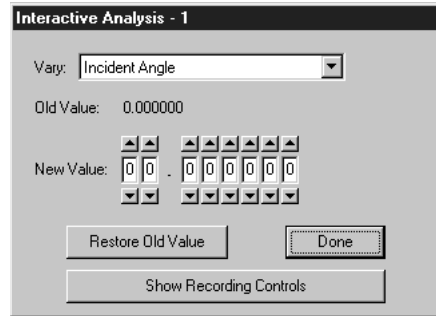 Interactive Analysis - 1
Vary: Incident Angle
Old Value: 0.000000
New Value: 0 0 . 0 0 0 0 0 0
Restore Old Value Done
Show Recording Controls